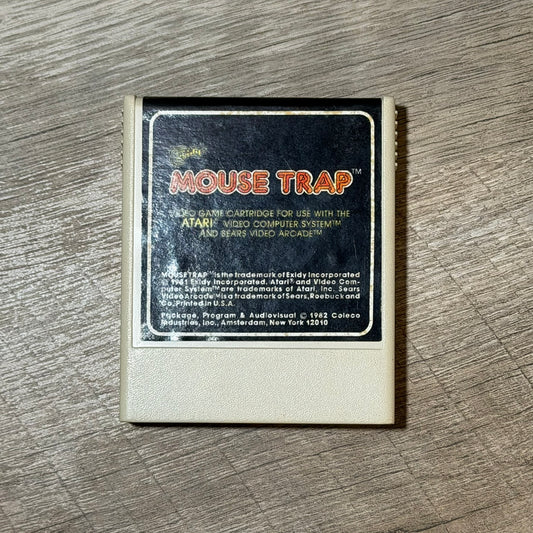 Exidy
MOUSE TRAP™
VIDEO GAME CARTRIDGE FOR USE WITH THE
ATARI® VIDEO COMPUTER SYSTEM™
AND SEARS VIDEO ARCADE™
MOUSETRAP™ is the trademark of Exidy Incorporated
© 1981 Exidy Incorporated. Atari® and Video Com-
puter System™ are trademarks of Atari, Inc. Sears
Video Arcade™ is a trademark of Sears, Roebuck and
Co. Printed in U.S.A.
Package, Program & Audiovisual © 1982 Coleco
Industries, Inc., Amsterdam, New York 12010